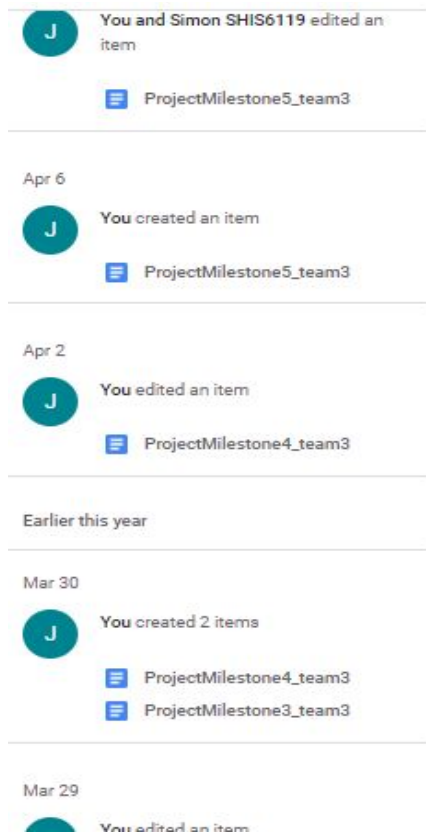 J
You and Simon SHIS6119 edited an
item
ProjectMilestone5_team3
Apr 6
J
You created an item
ProjectMilestone5_team3
Apr 2
J
You edited an item
ProjectMilestone4_team3
Earlier this year
Mar 30
J
You created 2 items
ProjectMilestone4_team3
ProjectMilestone3_team3
Mar 29
You edited an item